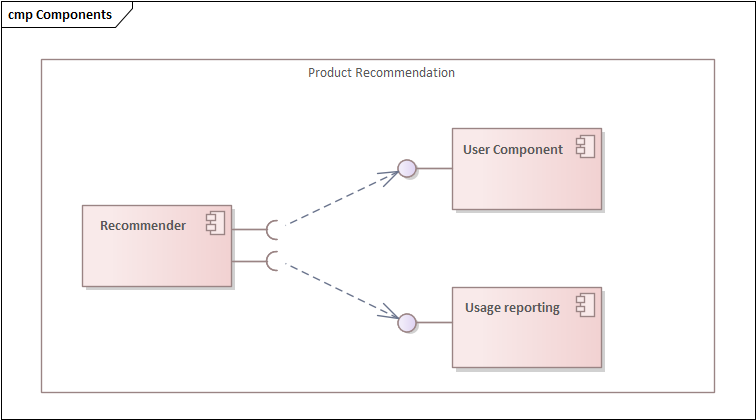 cmp Components
Product Recommendation
User Component
Recommender
Usage reporting